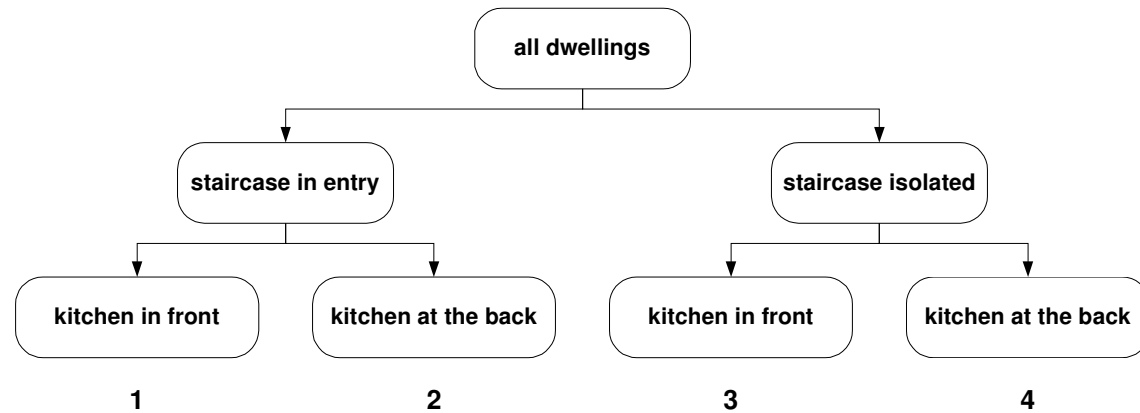 all dwellings
staircase in entry
staircase isolated
kitchen in front
kitchen at the back
kitchen in front
kitchen at the back
1
2
3
4